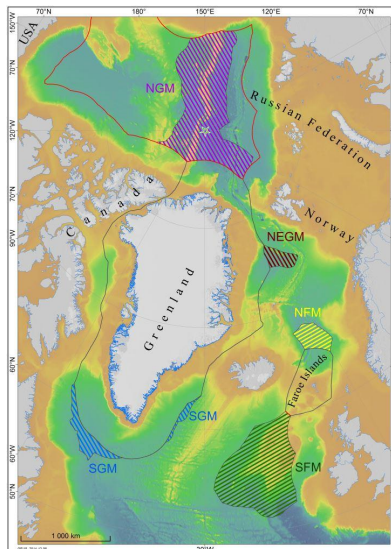 70°N
180°W
150°E
120°E
70°N
150°W
USA
70°N
NGM
Russian Federation
120°W
Canada
70°N
Norway
90°W
NEGM
Greenland
NFM
60°N
Faroe Islands
SGM
SGM
60°W
SFM
50°N
1 000 km